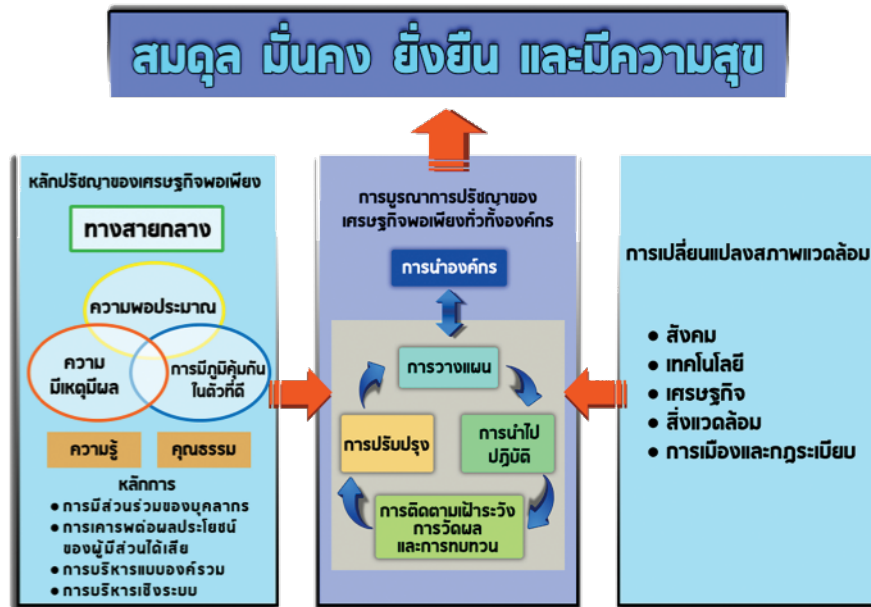 สมดุล มั่นคง ยั่งยืน และมีความสุข
หลักปรัชญาของเศรษฐกิจพอเพียง
ทางสายกลาง
ความพอประมาณ
ความ
มีเหตุมีผล
การมีภูมิคุ้มกัน
ในตัวที่ดี
ความรู้
คุณธรรม
หลักการ
• การมีส่วนร่วมของบุคลากร
• การเคารพต่อผลประโยชน์
ของผู้มีส่วนได้เสีย
• การบริหารแบบองค์รวม
• การบริหารเชิงระบบ
การบูรณาการปรัชญาของ
เศรษฐกิจพอเพียงทั่วทั้งองค์กร
การนำองค์กร
การวางแผน
การนำไป
ปฏิบัติ
การติดตามเฝ้าระวัง
การวัดผล
และการทบทวน
การปรับปรุง
การเปลี่ยนแปลงสภาพแวดล้อม
• สังคม
• เทคโนโลยี
• เศรษฐกิจ
• สิ่งแวดล้อม
• การเมืองและกฎระเบียบ